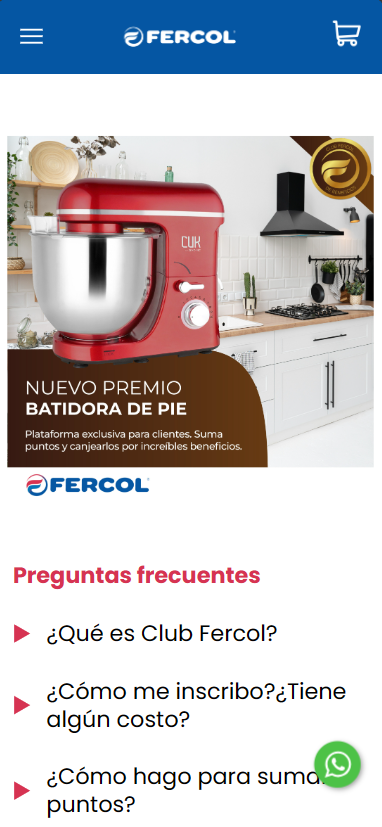 FERCOL
CUK
NUEVO PREMIO
BATIDORA DE PIE
Plataforma exclusiva para clientes. Suma
puntos y canjearlos por increíbles beneficios.
FERCOL
Preguntas frecuentes
¿Qué es Club Fercol?
¿Cómo me inscribo?¿Tiene
algún costo?
¿Cómo hago para sumar
puntos?